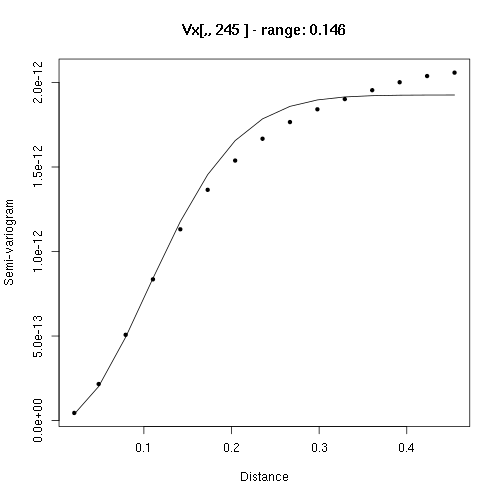 Vx[,, 245 ] - range: 0.146
Semi-variogram
2.0e-12
1.5e-12
1.0e-12
5.0e-13
0.0e+00
0.1 0.2 0.3 0.4
Distance